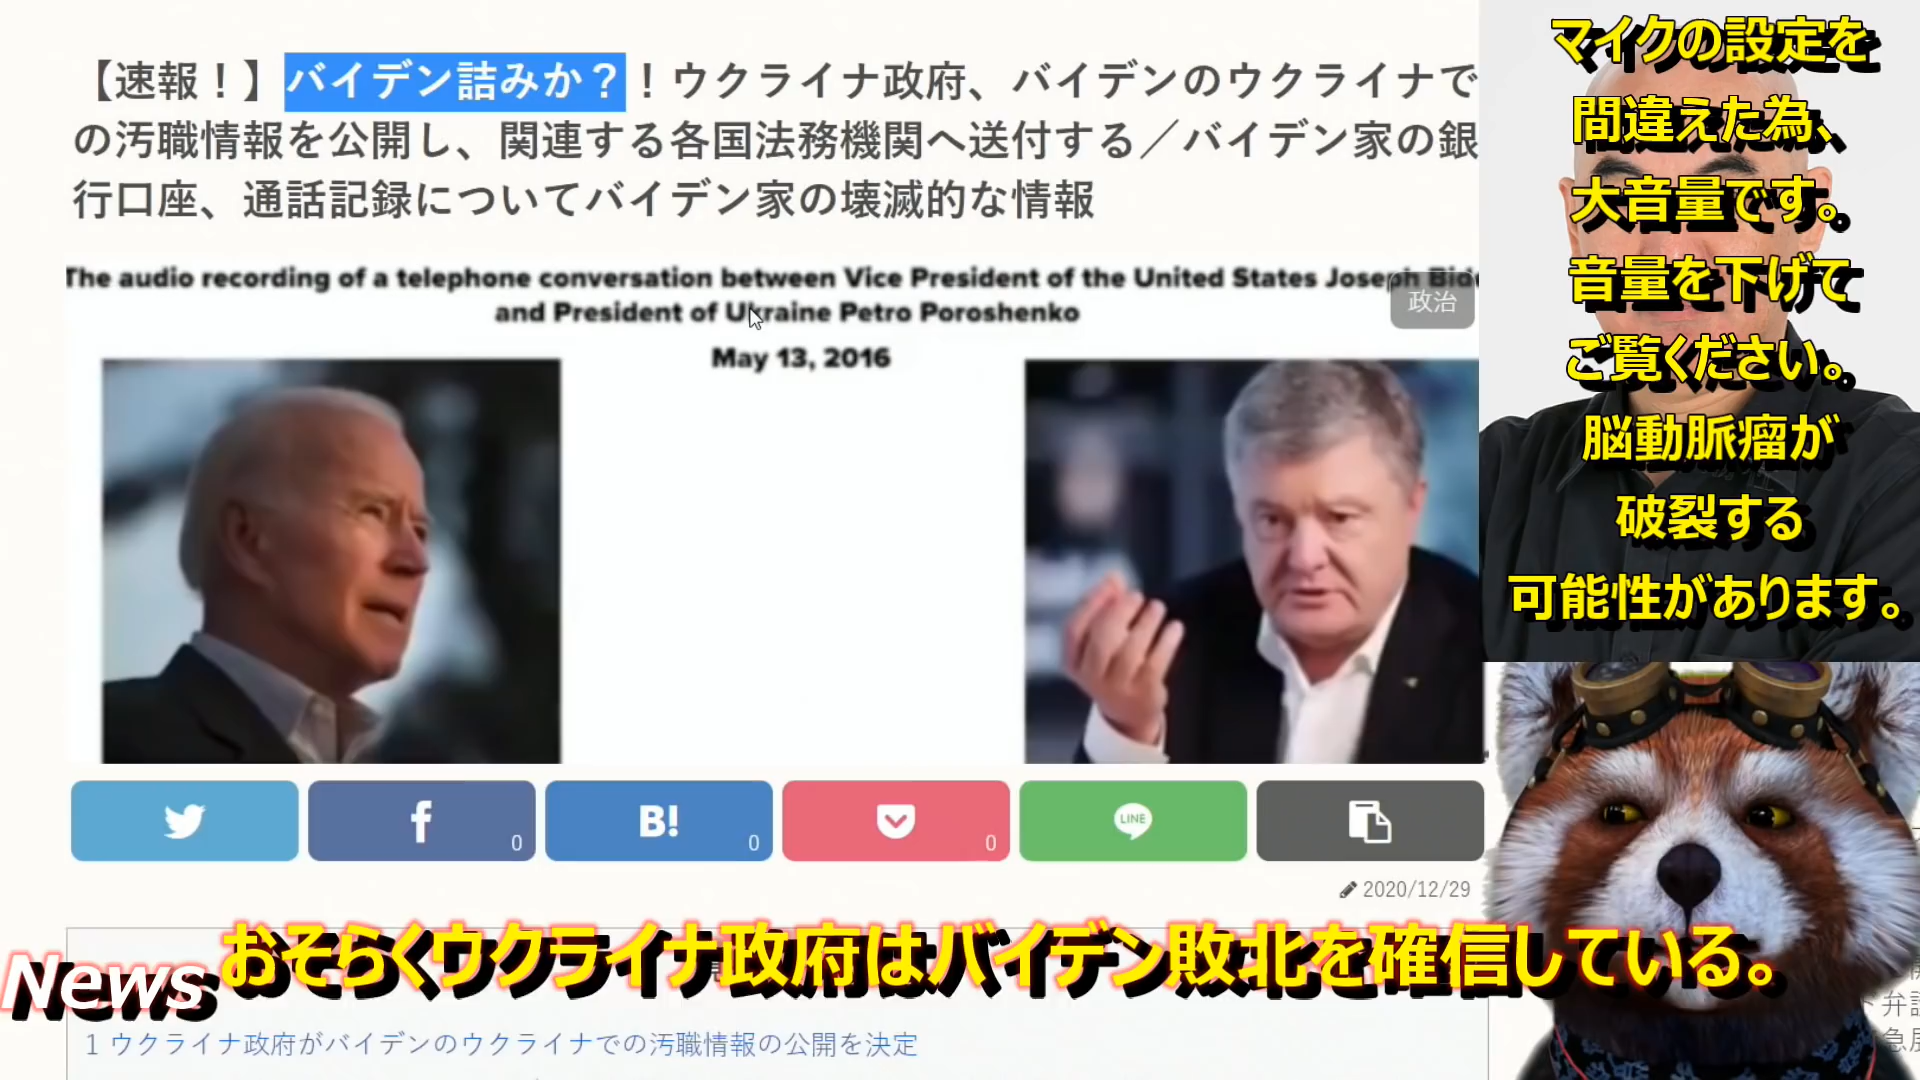 【速報！】バイデン詰みか？！ウクライナ政府、バイデンのウクライナで
の汚職情報を公開し、関連する各国法務機関へ送付する／バイデン家の銀
行口座、通話記録についてバイデン家の壊滅的な情報
The audio recording of a telephone conversation between Vice President of the United States Joseph
and President of Ukraine Petro Poroshenko
May 13, 2016
政治
マイクの設定を
間違えた為、
大音量です。
音量を下げて
ご覧ください。
脳動脈瘤が
破裂する
可能性があります。
f 0
B! 0
0
LINE
2020/12/29
News
おそらくウクライナ政府はバイデン敗北を確信している。
1 ウクライナ政府がバイデンのウクライナでの汚職情報の公開を決定